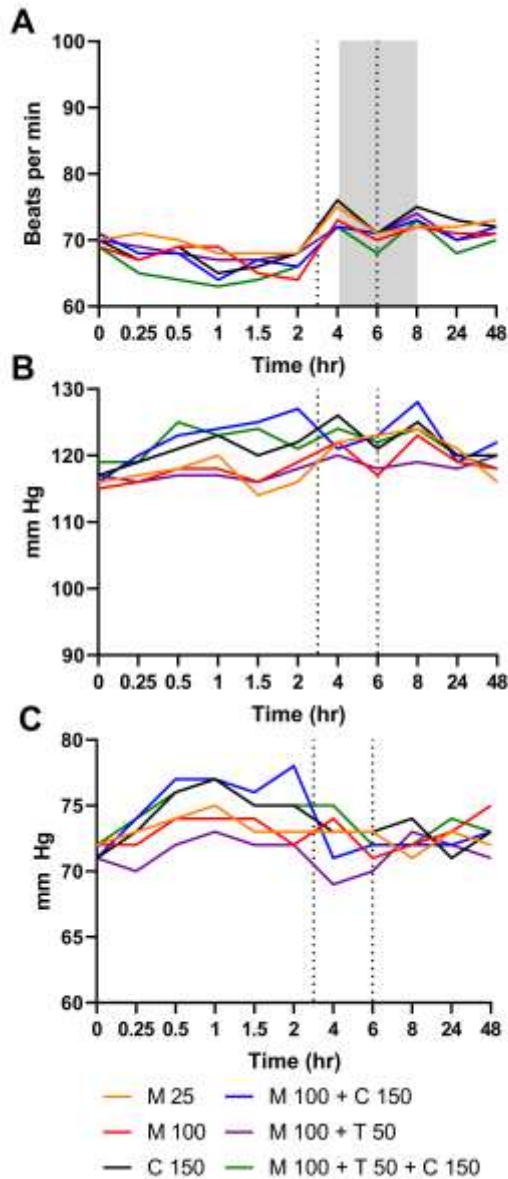 A
100
90
80
70
60
Beats per min
0 0.25 0.5 1 1.5 2 4 6 8 24 48
Time (hr)
B
130
120
110
100
90
mm Hg
0 0.25 0.5 1 1.5 2 4 6 8 24 48
Time (hr)
C
80
75
70
65
60
mm Hg
0 0.25 0.5 1 1.5 2 4 6 8 24 48
Time (hr)
M 25 M 100 + C 150
M 100 M 100 + T 50
C 150 M 100 + T 50 + C 150